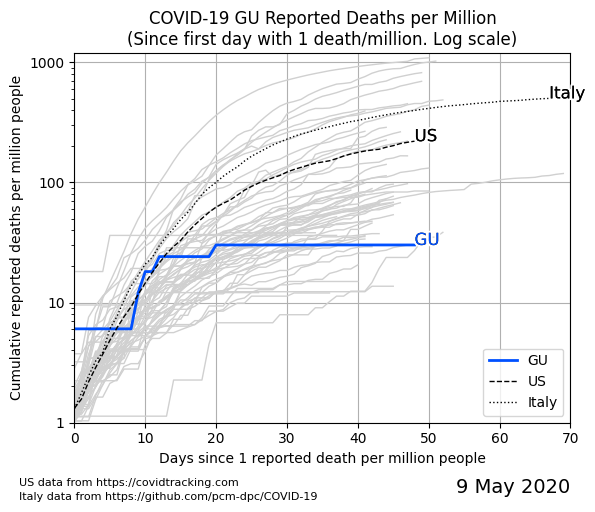 COVID-19 GU Reported Deaths per Million
(Since first day with 1 death/million. Log scale)
Cumulative reported deaths per million people
1000
100
10
1
Italy
US
GU
GU
US
Italy
0 10 20 30 40 50 60 70
Days since 1 reported death per million people
US data from https://covidtracking.com
Italy data from https://github.com/pcm-dpc/COVID-19
9 May 2020